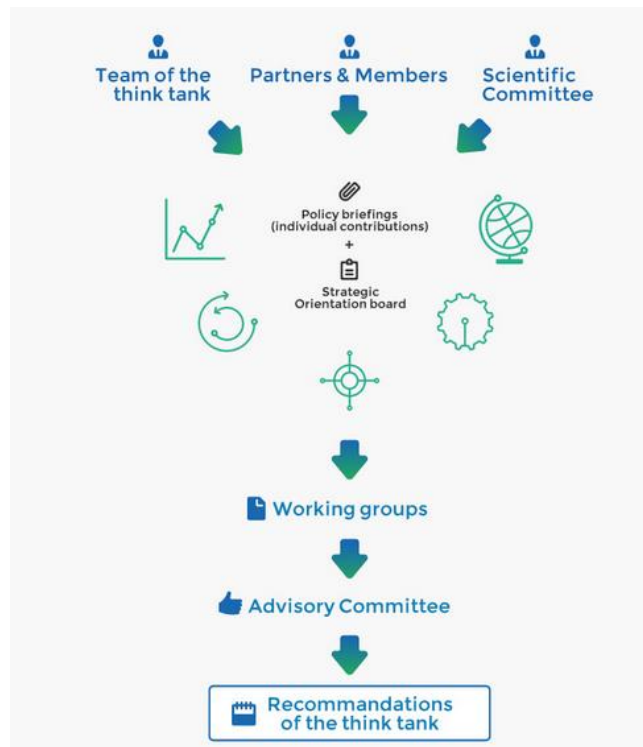 Team of the
think tank
Partners & Members
Scientific
Committee
Policy briefings
(individual contributions)
+
Strategic
Orientation board
Working groups
Advisory Committee
Recommandations
of the think tank